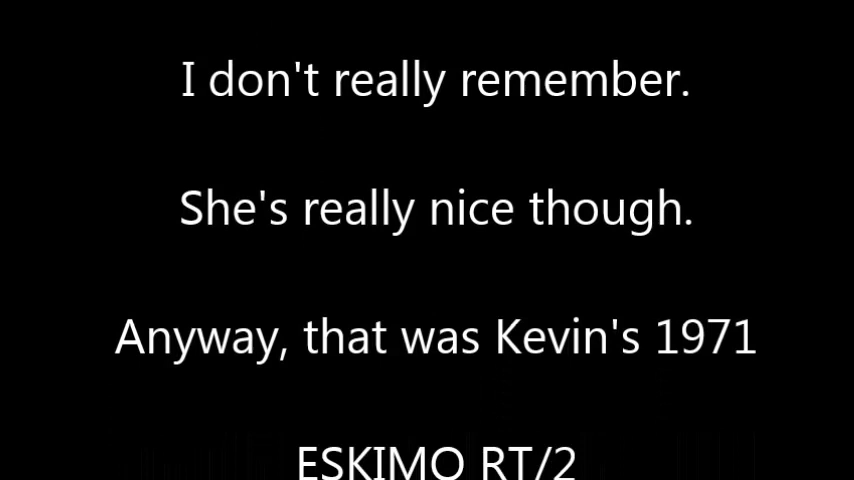 I don't really remember.
She's really nice though.
Anyway, that was Kevin's 1971
ESKIMO RT/2